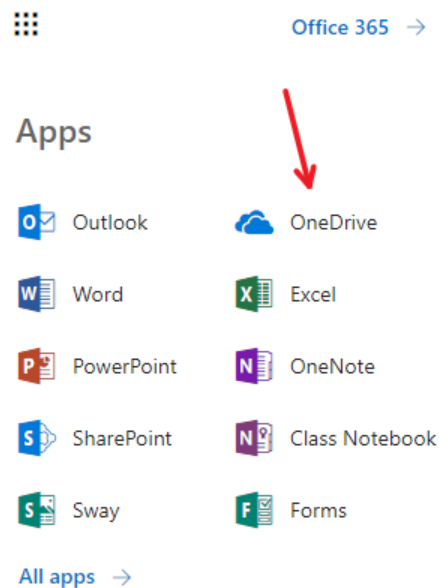 Office 365 →
Apps
Outlook OneDrive
Word Excel
PowerPoint OneNote
SharePoint Class Notebook
Sway Forms
All apps →